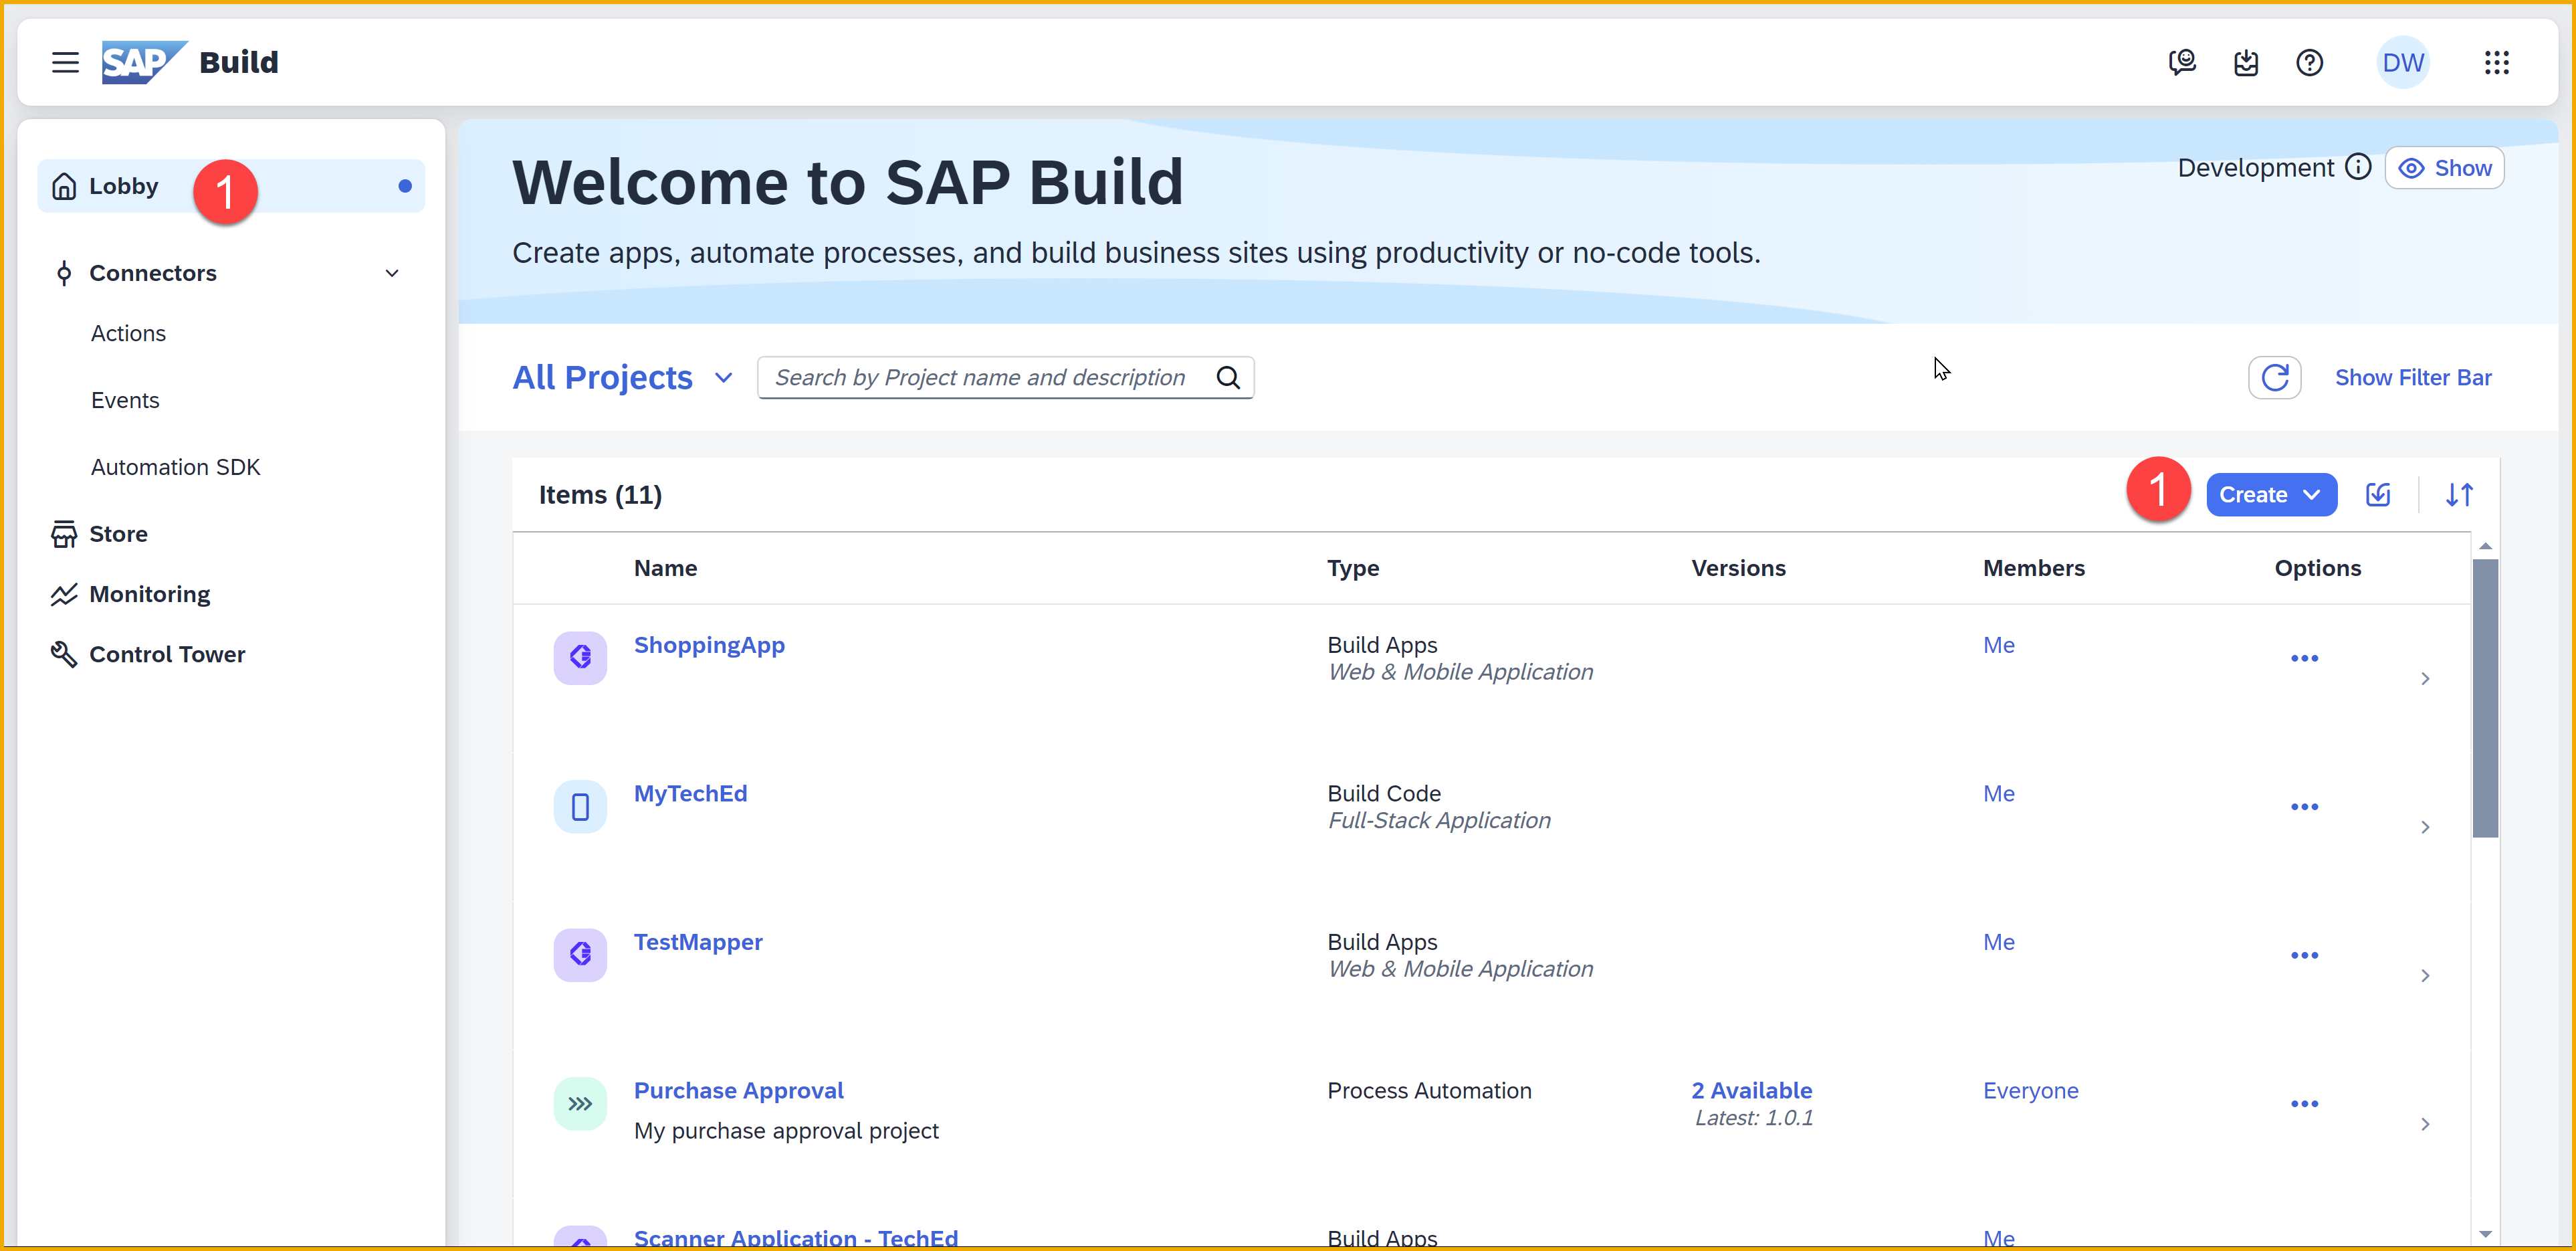 SAP Build
DW
Lobby 1
Connectors
Actions
Events
Automation SDK
Store
Monitoring
Control Tower
Welcome to SAP Build
Development Show
Create apps, automate processes, and build business sites using productivity or no-code tools.
All Projects Search by Project name and description Show Filter Bar
Items (11) 1 Create
Name Type Versions Members Options
ShoppingApp Build Apps Me
Web & Mobile Application
MyTechEd Build Code Me
Full-Stack Application
TestMapper Build Apps Me
Web & Mobile Application
Purchase Approval Process Automation 2 Available Everyone
Latest: 1.0.1
My purchase approval project
Scanner Application - TechEd Build Apps Me